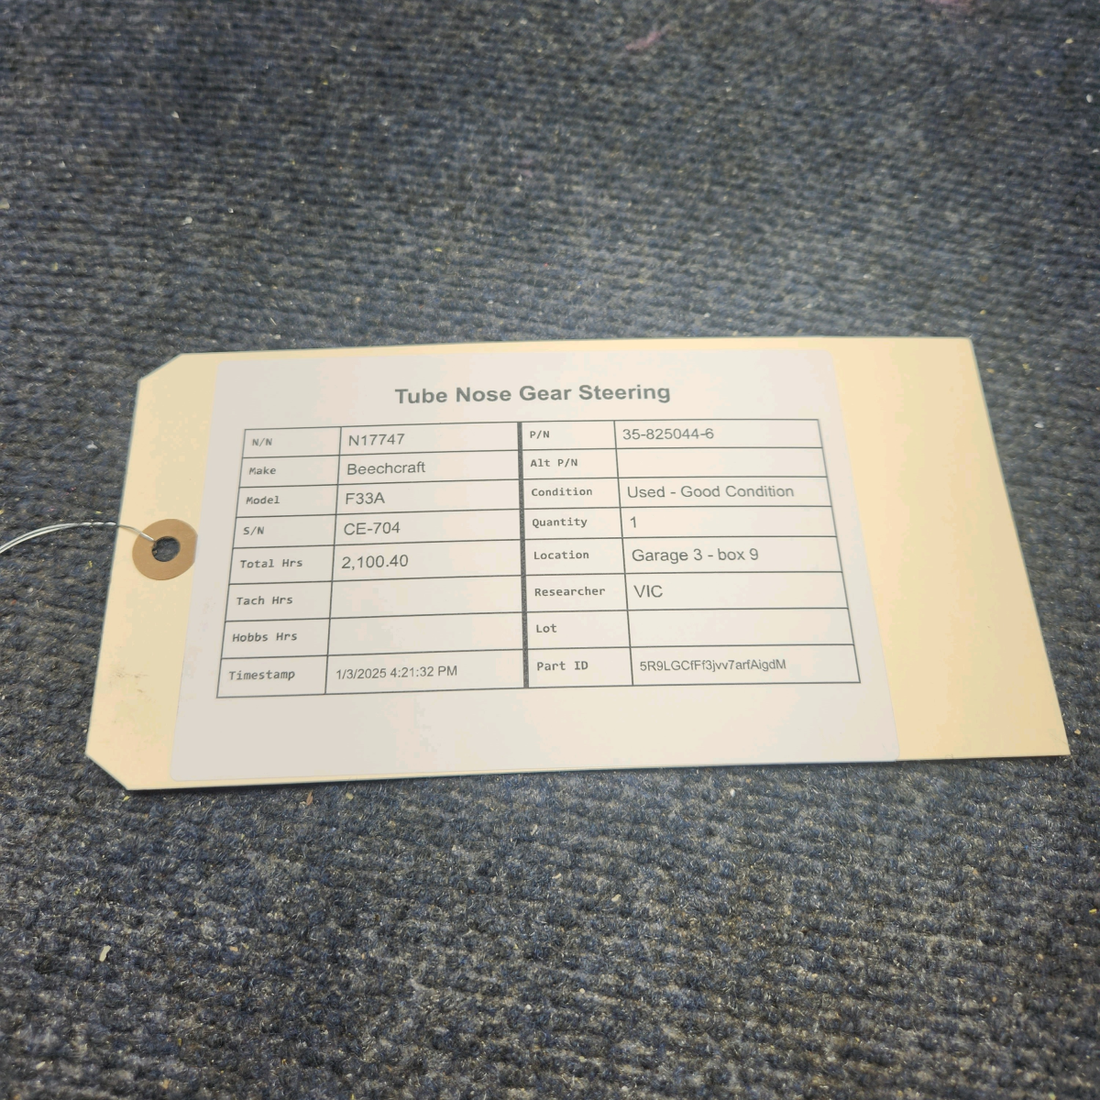 Tube Nose Gear Steering
N/N N17747 P/N 35-825044-6
Make Beechcraft Alt P/N
Model F33A Condition Used - Good Condition
S/N CE-704 Quantity 1
Total Hrs 2,100.40 Location Garage 3 - box 9
Tach Hrs Researcher VIC
Hobbs Hrs Lot
Timestamp 1/3/2025 4:21:32 PM Part ID 5R9LGCfFf3jvv7arfAigdM